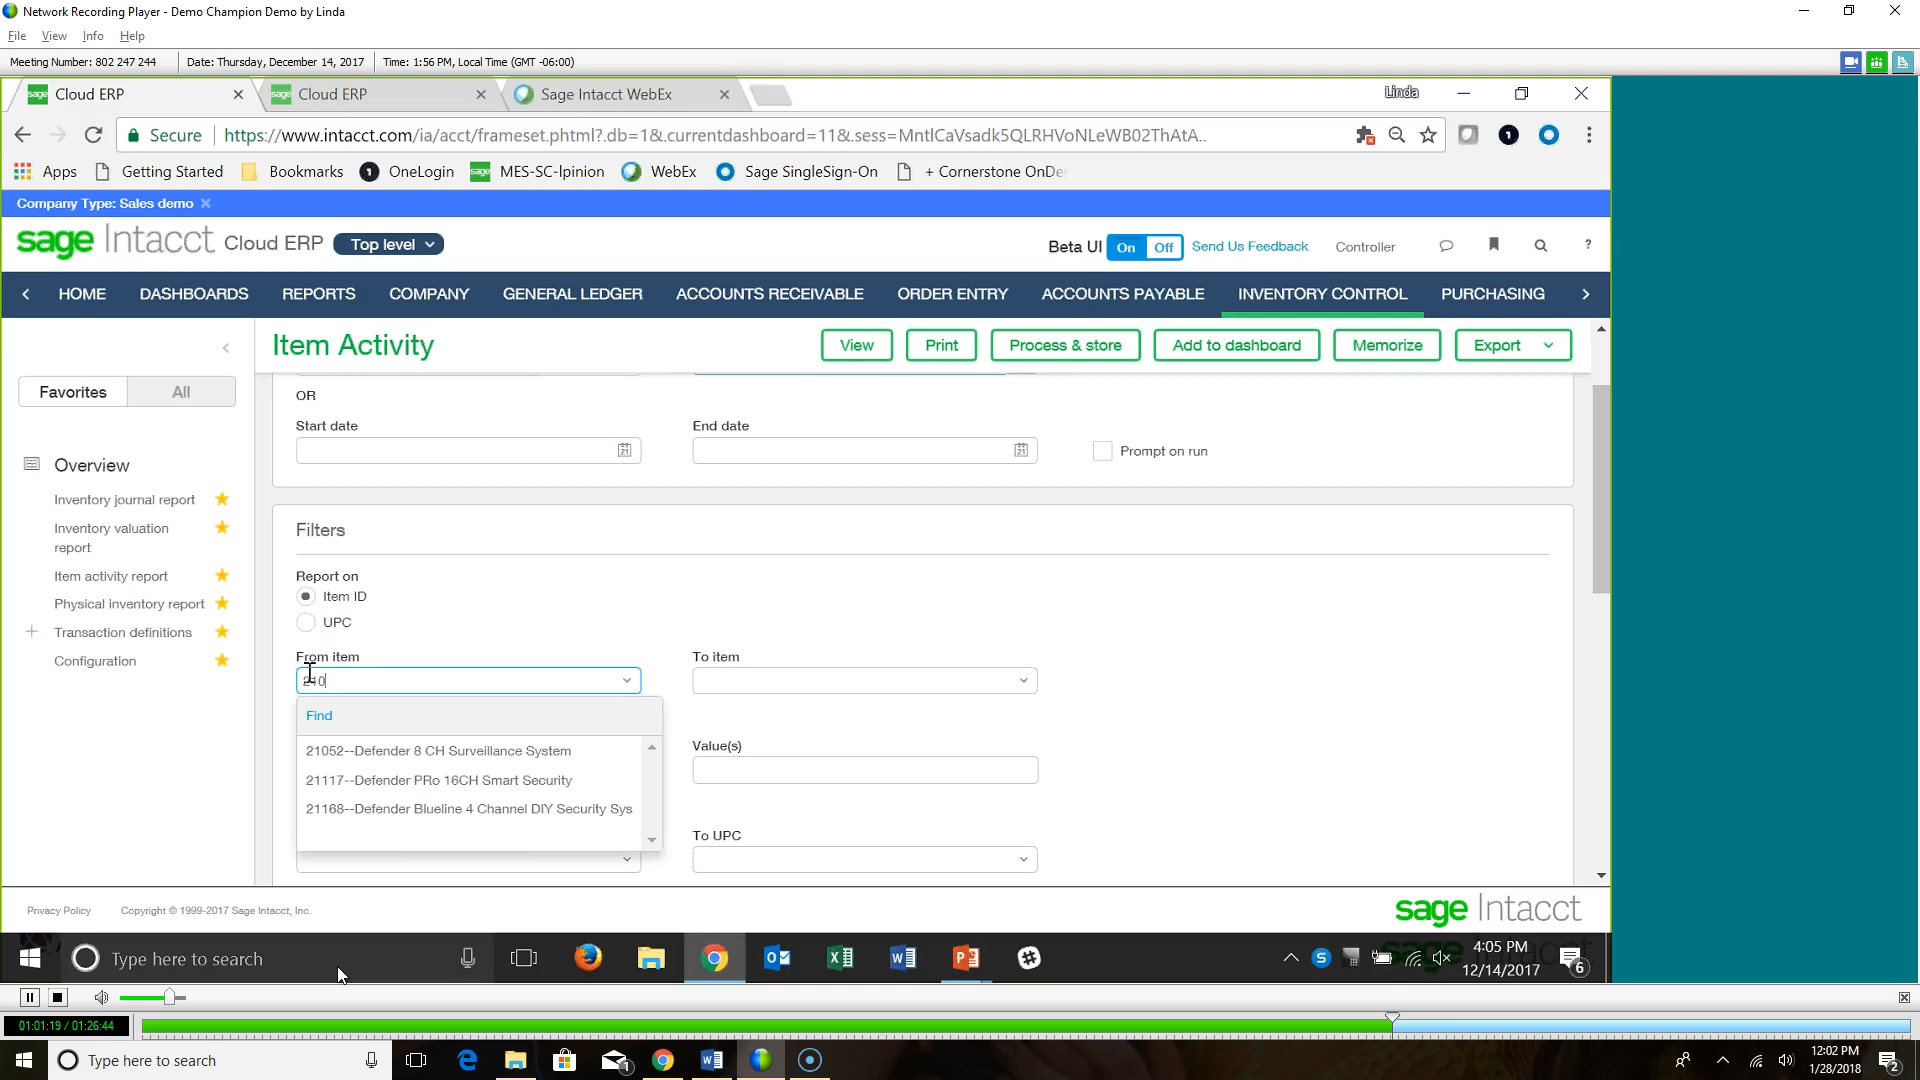 Network Recording Player - Demo Champion Demo by Linda
File View Info Help
Meeting Number: 802 247 244 Date: Thursday, December 14, 2017 Time: 1:56 PM, Local Time (GMT -06:00)
sage Cloud ERP sage Cloud ERP Sage Intacct WebEx Linda
Secure https://www.intacct.com/ia/acct/frameset.phtml?.db=1&.currentdashboard=11&.sess=MntlCaVsadk5QLRHVoNLeWB02ThAtA..
Apps Getting Started Bookmarks 1 OneLogin sage MES-SC-Ipinion WebEx Sage SingleSign-On + Cornerstone OnDe
Company Type: Sales demo
sage Intacct Cloud ERP Top level Beta UI On Off Send Us Feedback Controller ?
HOME DASHBOARDS REPORTS COMPANY GENERAL LEDGER ACCOUNTS RECEIVABLE ORDER ENTRY ACCOUNTS PAYABLE INVENTORY CONTROL PURCHASING
Item Activity View Print Process & store Add to dashboard Memorize Export
Favorites All
Overview
Inventory journal report
Inventory valuation
report
Item activity report
Physical inventory report
Transaction definitions
Configuration
OR
Start date End date
21 21 Prompt on run
Filters
Report on
Item ID
UPC
From item To item
210
Find
21052--Defender 8 CH Surveillance System
21117--Defender PRo 16CH Smart Security
21168--Defender Blueline 4 Channel DIY Security Sys
Value(s)
To UPC
Privacy Policy Copyright © 1999-2017 Sage Intacct, Inc. sage Intacct
Type here to search 4:05 PM
12/14/2017 6
01:01:19 / 01:26:44
Type here to search 1 12:02 PM
1/28/2018 2